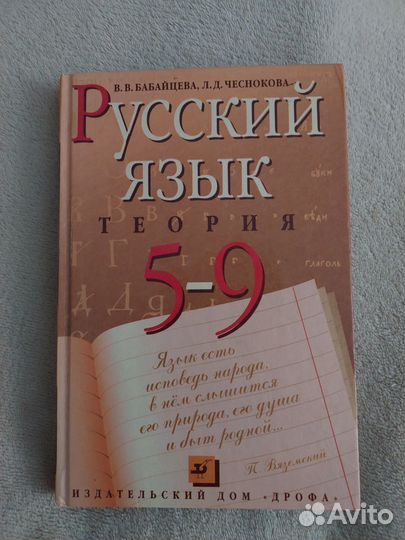 В. В. БАБАЙЦЕВА, Л. Д. ЧЕСНОКОВА
РУССКИЙ
ЯЗЫК
ТЕОРИЯ
5-9
буки
вѣди
глаголь
Язык есть
исповедь народа,
в нём слышится
его природа, его душа
и быт родной...
П. Вяземский
ИЗДАТЕЛЬСКИЙ ДОМ «ДРОФА»
Avito